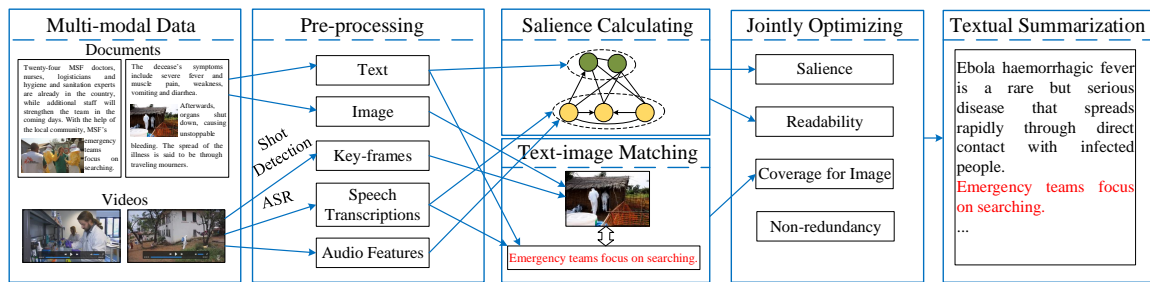 Multi-modal Data
Documents
Twenty-four MSF doctors,
nurses, logisticians and
hygiene and sanitation experts
are already in the country,
while additional staff will
strengthen the team in the
coming days. With the help of
the local community, MSF's
emergency
teams
focus on
searching.
The decease's symptoms
include severe fever and
muscle pain, weakness,
vomiting and diarrhea.
Afterwards,
organs shut
down, causing
unstoppable
bleeding. The spread of the
illness is said to be through
traveling mourners.
Videos
Shot
Detection
ASR
Pre-processing
Text
Image
Key-frames
Speech
Transcriptions
Audio Features
Salience Calculating
Text-image Matching
Emergency teams focus on searching.
Jointly Optimizing
Salience
Readability
Coverage for Image
Non-redundancy
Textual Summarization
Ebola haemorrhagic fever
is a rare but serious
disease that spreads
rapidly through direct
contact with infected
people.
Emergency teams focus
on searching.
...